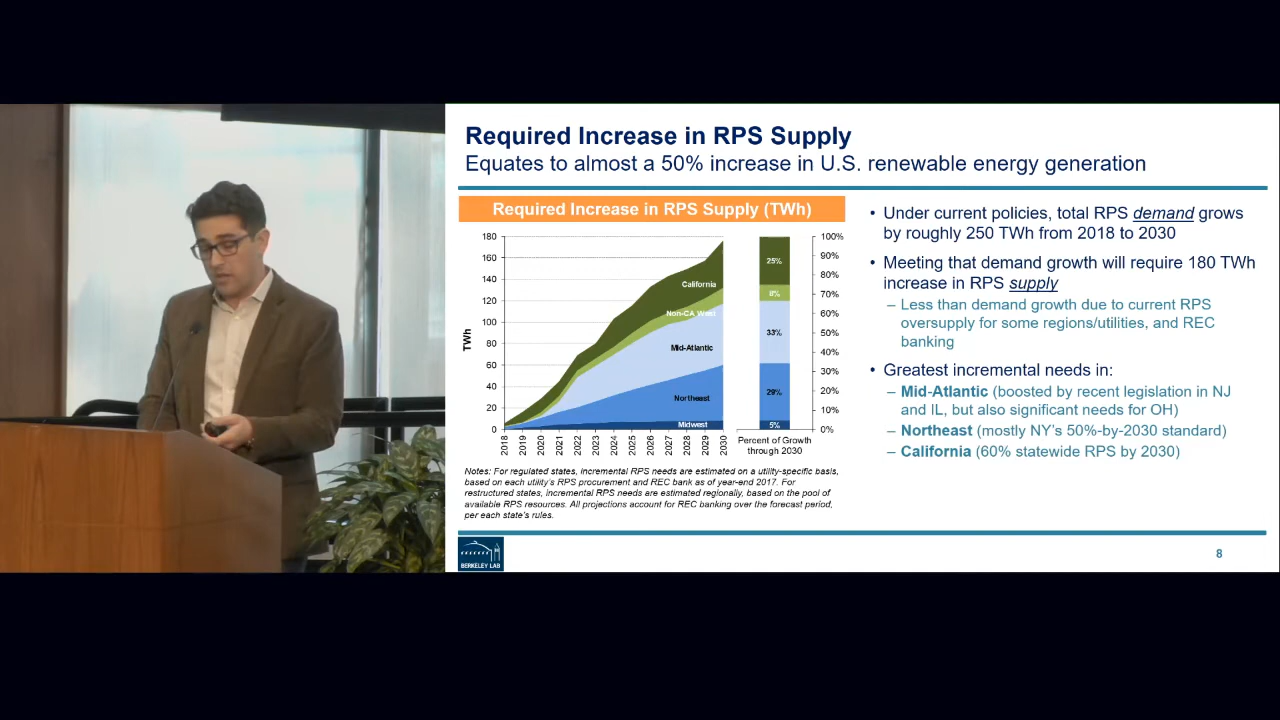 Required Increase in RPS Supply
Equates to almost a 50% increase in U.S. renewable energy generation
Required Increase in RPS Supply (TWh)
180
160
140
120
100
80
60
40
20
0
TWh
California
Non-CA West
Mid-Atlantic
Northeast
Midwest
2018
2019
2020
2021
2022
2023
2024
2025
2026
2027
2028
2029
2030
25%
8%
33%
29%
5%
100%
90%
80%
70%
60%
50%
40%
30%
20%
10%
0%
Percent of Growth
through 2030
Notes: For regulated states, incremental RPS needs are estimated on a utility-specific basis,
based on each utility's RPS procurement and REC bank as of year-end 2017. For
restructured states, incremental RPS needs are estimated regionally, based on the pool of
available RPS resources. All projections account for REC banking over the forecast period,
per each state's rules.
• Under current policies, total RPS demand grows
by roughly 250 TWh from 2018 to 2030
• Meeting that demand growth will require 180 TWh
increase in RPS supply
– Less than demand growth due to current RPS
oversupply for some regions/utilities, and REC
banking
• Greatest incremental needs in:
– Mid-Atlantic (boosted by recent legislation in NJ
and IL, but also significant needs for OH)
– Northeast (mostly NY's 50%-by-2030 standard)
– California (60% statewide RPS by 2030)
BERKELEY LAB
8